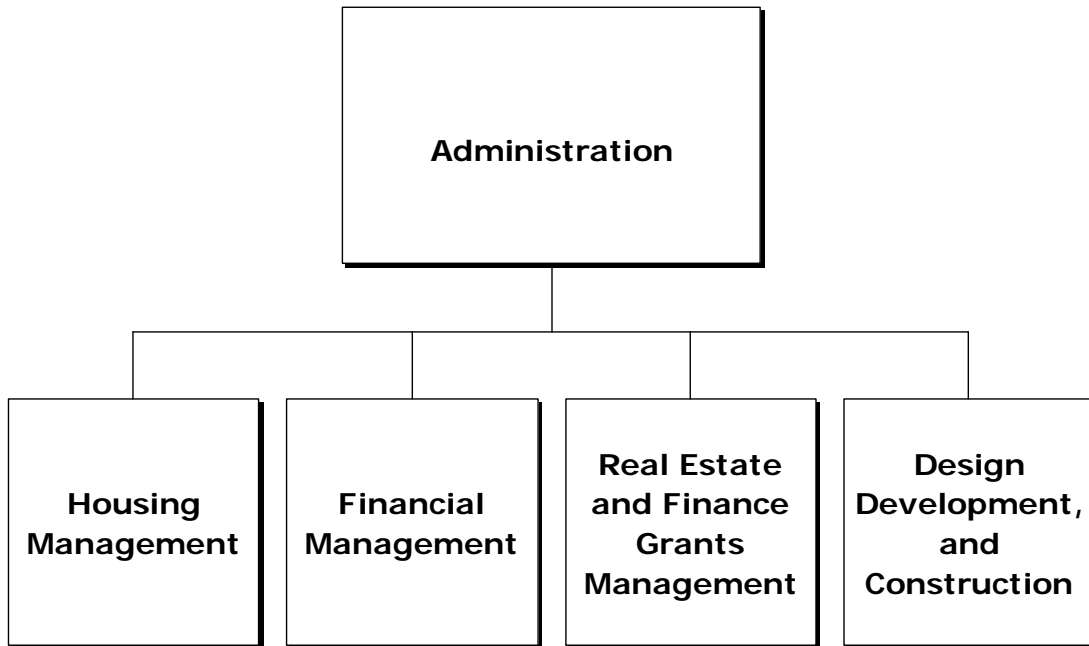 Administration
Housing
Management
Financial
Management
Real Estate
and Finance
Grants
Management
Design
Development,
and
Construction